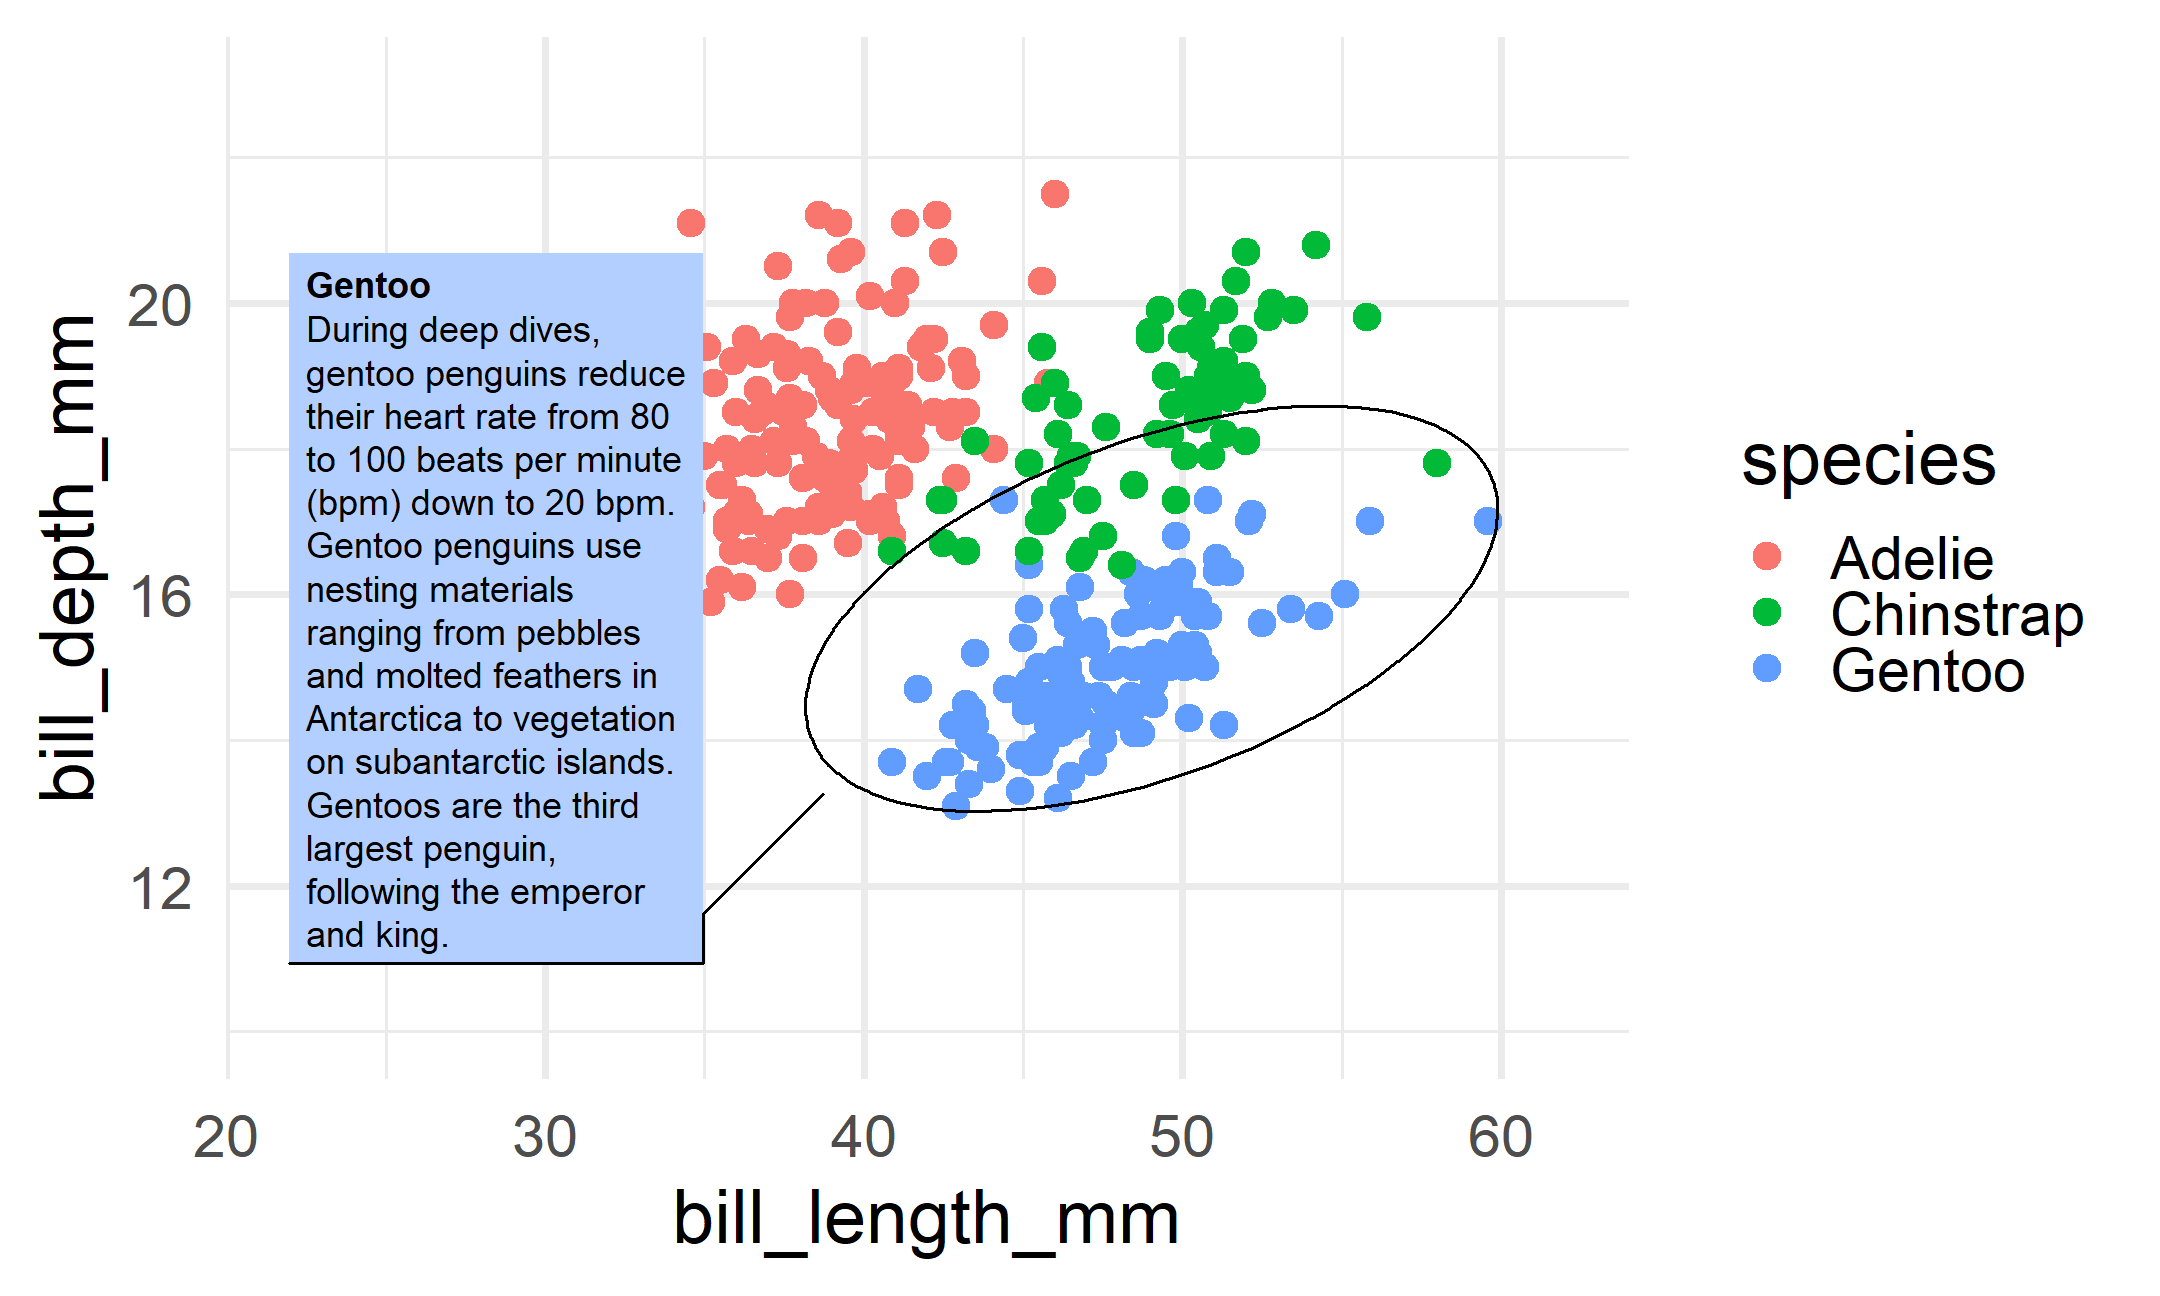 Gentoo
During deep dives,
gentoo penguins reduce
their heart rate from 80
to 100 beats per minute
(bpm) down to 20 bpm.
Gentoo penguins use
nesting materials
ranging from pebbles
and molted feathers in
Antarctica to vegetation
on subantarctic islands.
Gentoos are the third
largest penguin,
following the emperor
and king.
bill_depth_mm
20
16
12
20 30 40 50 60
bill_length_mm
species
Adelie
Chinstrap
Gentoo